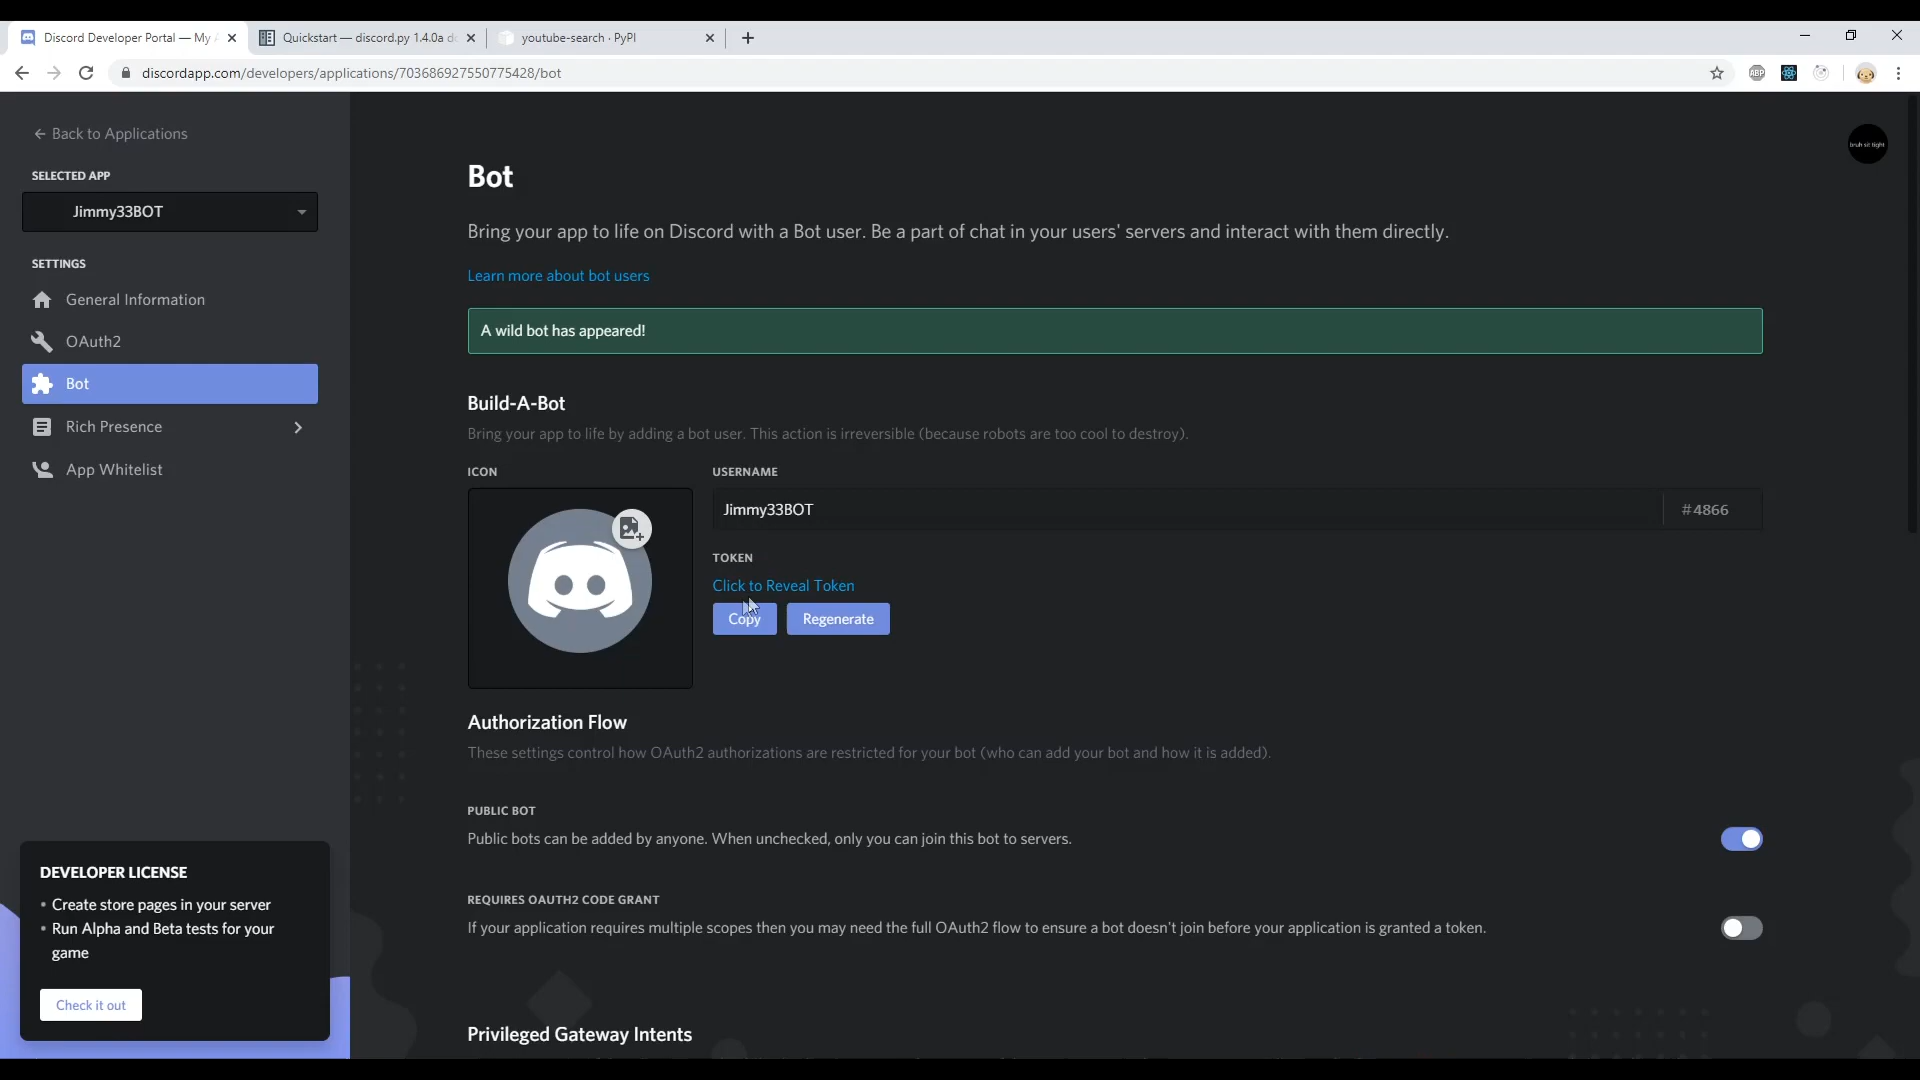 Discord Developer Portal — My A
Quickstart — discord.py 1.4.0a do
youtube-search · PyPI
discordapp.com/developers/applications/703686927550775428/bot
ABP
Back to Applications
SELECTED APP
Jimmy33BOT
SETTINGS
General Information
OAuth2
Bot
Rich Presence
App Whitelist
DEVELOPER LICENSE
Create store pages in your server
Run Alpha and Beta tests for your
game
Check it out
bruh sit tight
Bot
Bring your app to life on Discord with a Bot user. Be a part of chat in your users' servers and interact with them directly.
Learn more about bot users
A wild bot has appeared!
Build-A-Bot
Bring your app to life by adding a bot user. This action is irreversible (because robots are too cool to destroy).
ICON
USERNAME
Jimmy33BOT
#4866
TOKEN
Click to Reveal Token
Copy
Regenerate
Authorization Flow
These settings control how OAuth2 authorizations are restricted for your bot (who can add your bot and how it is added).
PUBLIC BOT
Public bots can be added by anyone. When unchecked, only you can join this bot to servers.
REQUIRES OAUTH2 CODE GRANT
If your application requires multiple scopes then you may need the full OAuth2 flow to ensure a bot doesn't join before your application is granted a token.
Privileged Gateway Intents